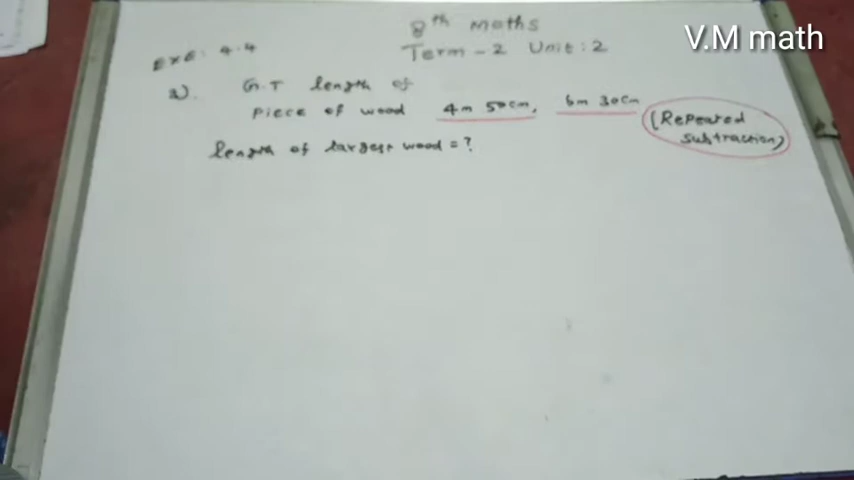 8th maths
V.M math
EXE: 4.4
Term - 2 Unit: 2
2). G.T length of
piece of wood 4m 50cm, 6m 30cm
(Repeated subtraction)
length of largest wood = ?